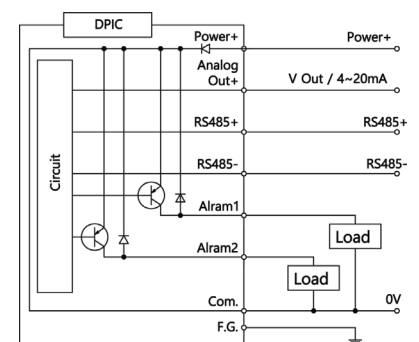 DPIC
Power+ Power+
Analog
Out+ V Out / 4~20mA
RS485+ RS485+
RS485- RS485-
Circuit
Alram1
Load
Alram2
Load
Com. 0V
F.G.